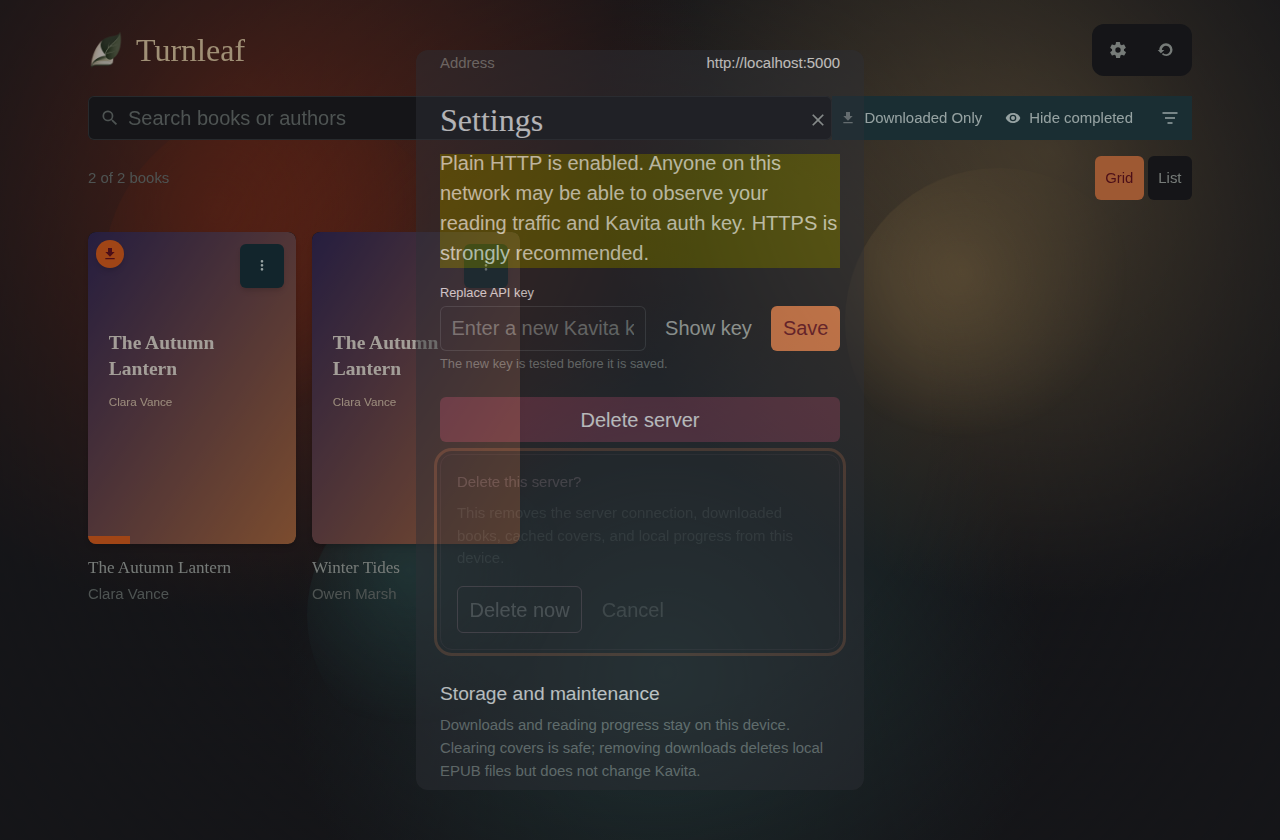 Turnleaf
Address
http://localhost:5000
Search books or authors
Settings
Downloaded Only
Hide completed
2 of 2 books
Grid
List
Plain HTTP is enabled. Anyone on this
network may be able to observe your
reading traffic and Kavita auth key. HTTPS is
strongly recommended.
Replace API key
Enter a new Kavita k
Show key
Save
The new key is tested before it is saved.
The Autumn
Lantern
Clara Vance
The Autumn
Lantern
Clara Vance
Delete server
Delete this server?
This removes the server connection, downloaded
books, cached covers, and local progress from this
device.
Delete now
Cancel
The Autumn Lantern
Clara Vance
Winter Tides
Owen Marsh
Storage and maintenance
Downloads and reading progress stay on this device.
Clearing covers is safe; removing downloads deletes local
EPUB files but does not change Kavita.